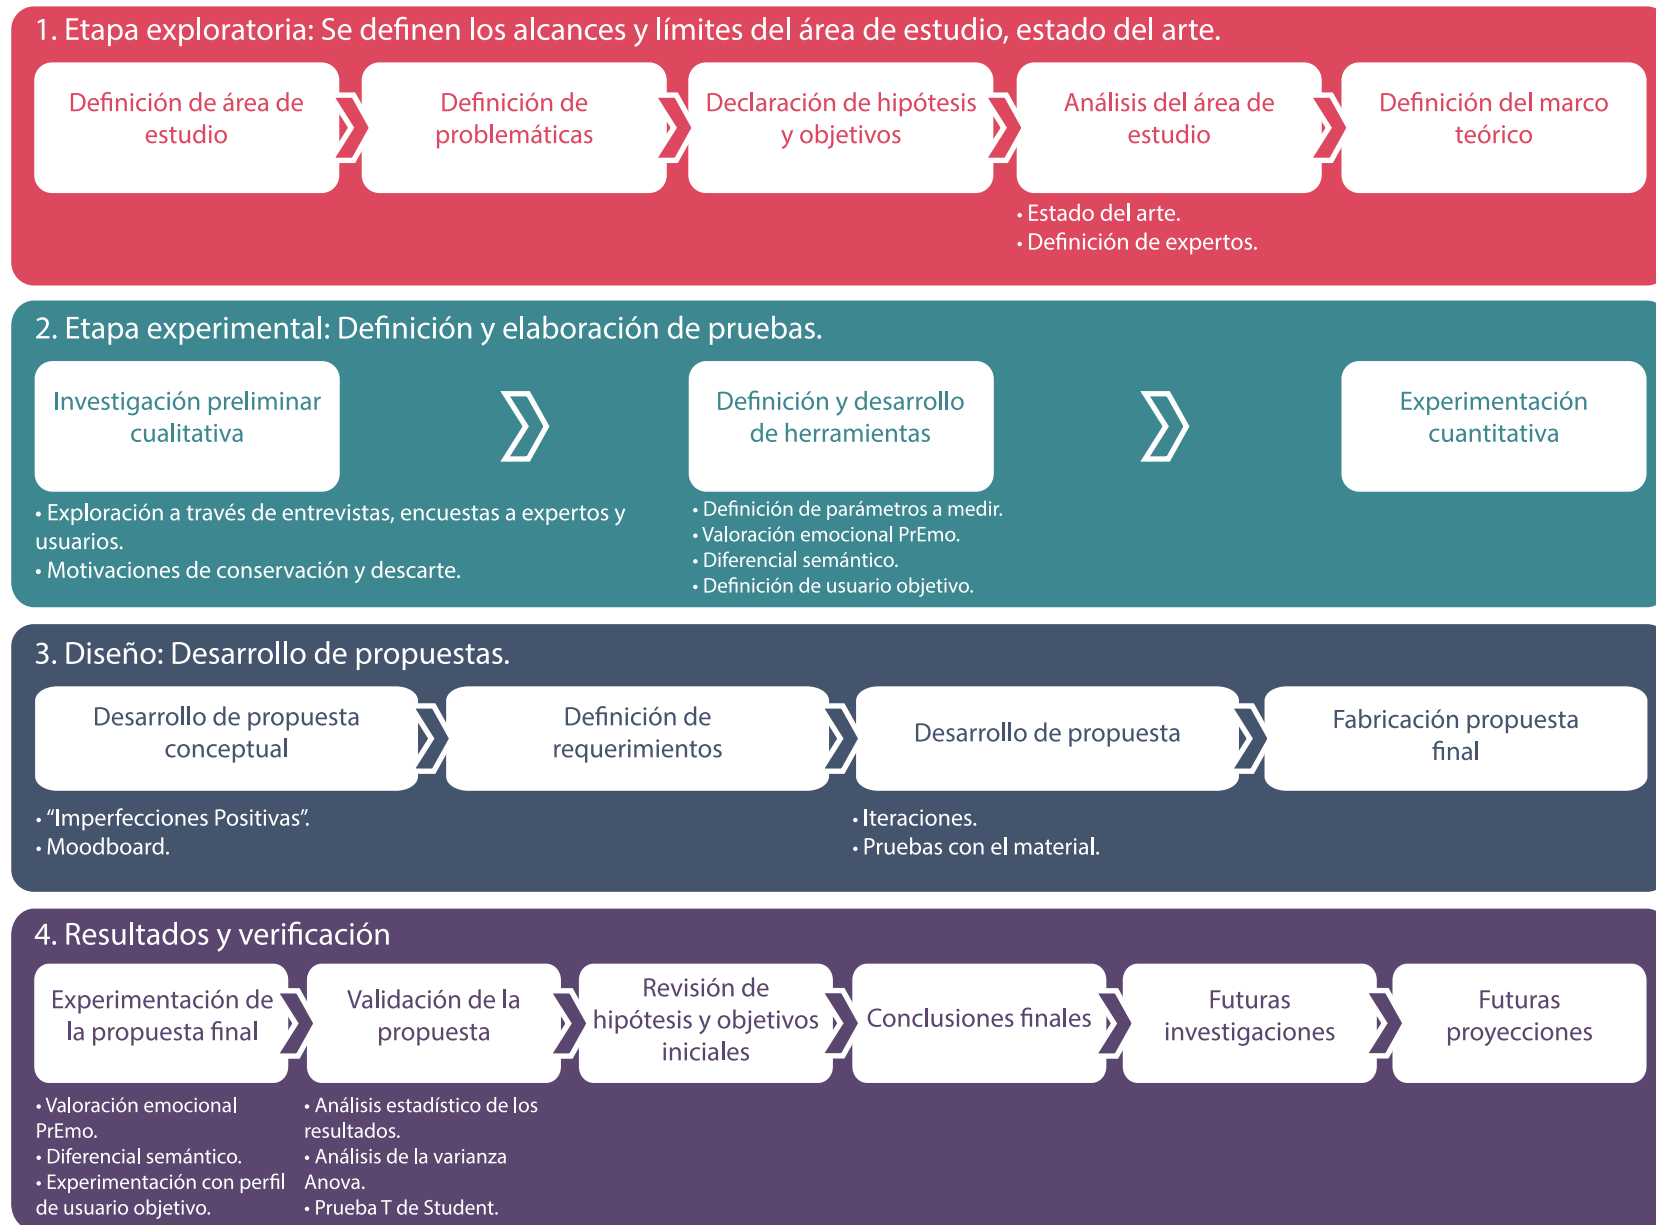 1. Etapa exploratoria: Se definen los alcances y límites del área de estudio, estado del arte.
Definición de área de
estudio
Definición de
problemáticas
Declaración de hipótesis
y objetivos
Análisis del área de
estudio
Definición del marco
teórico
• Estado del arte.
• Definición de expertos.
2. Etapa experimental: Definición y elaboración de pruebas.
Investigación preliminar
cualitativa
Definición y desarrollo
de herramientas
Experimentación
cuantitativa
• Exploración a través de entrevistas, encuestas a expertos y
usuarios.
• Motivaciones de conservación y descarte.
• Definición de parámetros a medir.
• Valoración emocional PrEmo.
• Diferencial semántico.
• Definición de usuario objetivo.
3. Diseño: Desarrollo de propuestas.
Desarrollo de propuesta
conceptual
Definición de
requerimientos
Desarrollo de propuesta
Fabricación propuesta
final
• “Imperfecciones Positivas”.
• Moodboard.
• Iteraciones.
• Pruebas con el material.
4. Resultados y verificación
Experimentación de
la propuesta final
Validación de la
propuesta
Revisión de
hipótesis y objetivos
iniciales
Conclusiones finales
Futuras
investigaciones
Futuras
proyecciones
• Valoración emocional
PrEmo.
• Diferencial semántico.
• Experimentación con perfil
de usuario objetivo.
• Análisis estadístico de los
resultados.
• Análisis de la varianza
Anova.
• Prueba T de Student.